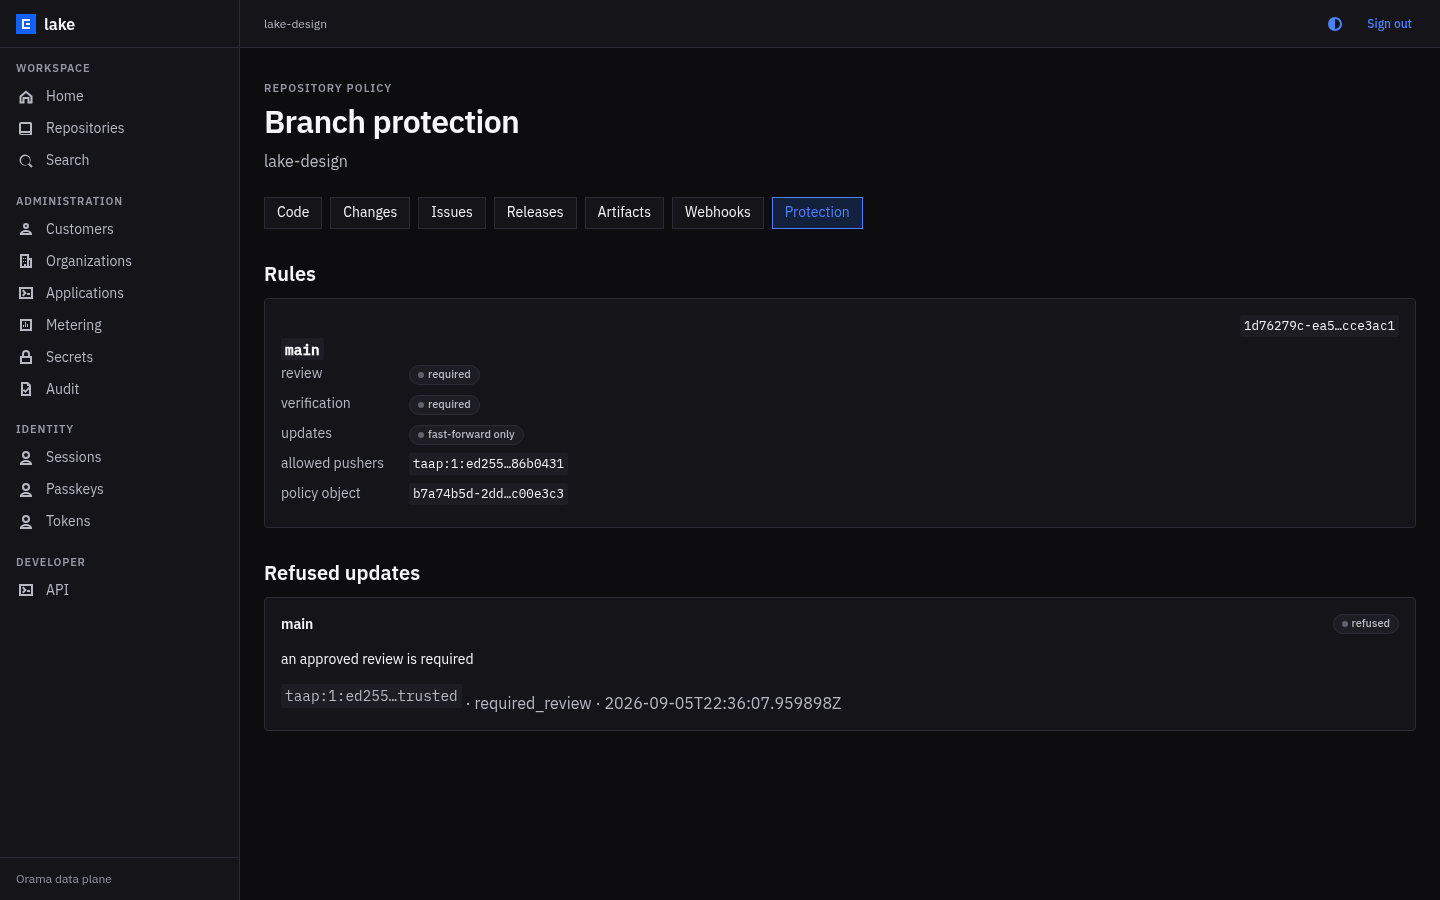 lake
lake-design
Sign out
WORKSPACE
Home
Repositories
Search
ADMINISTRATION
Customers
Organizations
Applications
Metering
Secrets
Audit
IDENTITY
Sessions
Passkeys
Tokens
DEVELOPER
API
Orama data plane
REPOSITORY POLICY
Branch protection
lake-design
Code Changes Issues Releases Artifacts Webhooks Protection
Rules
1d76279c-ea5…cce3ac1
main
review required
verification required
updates fast-forward only
allowed pushers taap:1:ed255…86b0431
policy object b7a74b5d-2dd…c00e3c3
Refused updates
main refused
an approved review is required
taap:1:ed255…trusted · required_review · 2026-09-05T22:36:07.959898Z